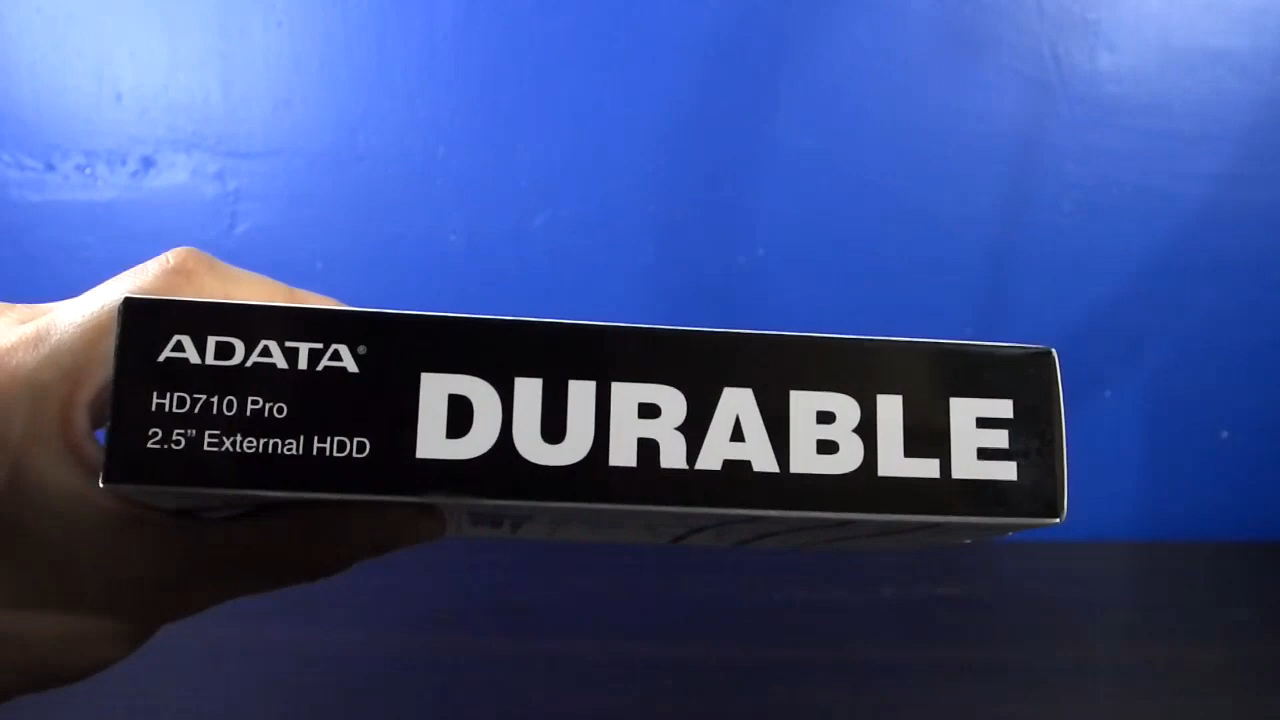 ADATA®
HD710 Pro
2.5” External HDD
DURABLE